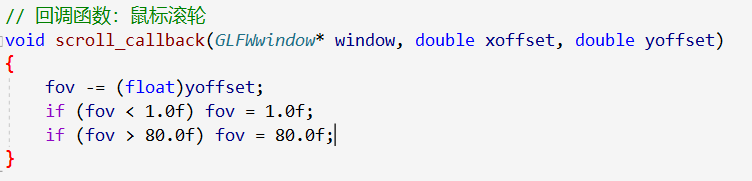 // 回调函数：鼠标滚轮
void scroll_callback(GLFWwindow* window, double xoffset, double yoffset)
{
    fov -= (float)yoffset;
    if (fov < 1.0f) fov = 1.0f;
    if (fov > 80.0f) fov = 80.0f;
}